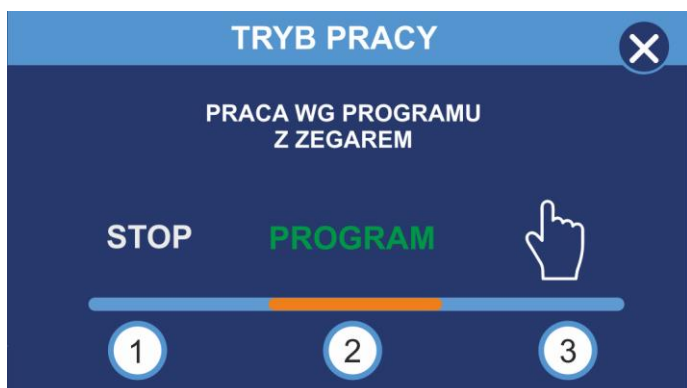 TRYB PRACY
PRACA WG PROGRAMU
Z ZEGAREM
STOP PROGRAM
1 2 3